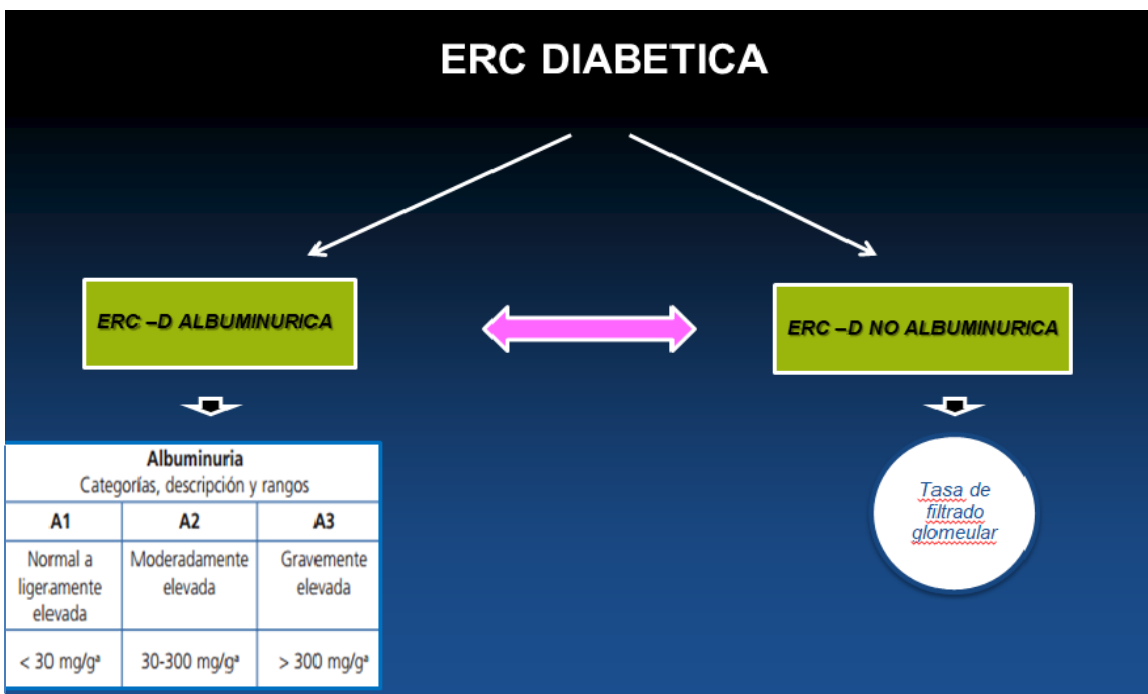 ERC DIABETICA
ERC –D ALBUMINURICA
ERC –D NO ALBUMINURICA
Albuminuria
Categorías, descripción y rangos
A1
A2
A3
Normal a
ligeramente
elevada
Moderadamente
elevada
Gravemente
elevada
< 30 mg/gª
30-300 mg/gª
> 300 mg/gª
Tasa de
filtrado
glomeular